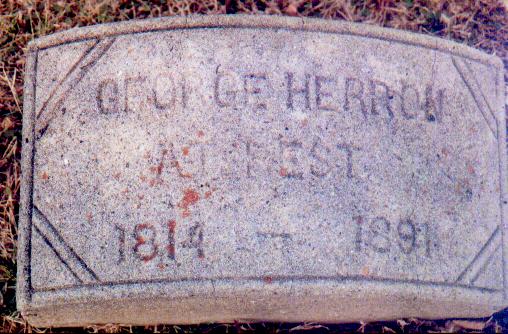 GEORGE HERRON
AT REST
1814 — 1891